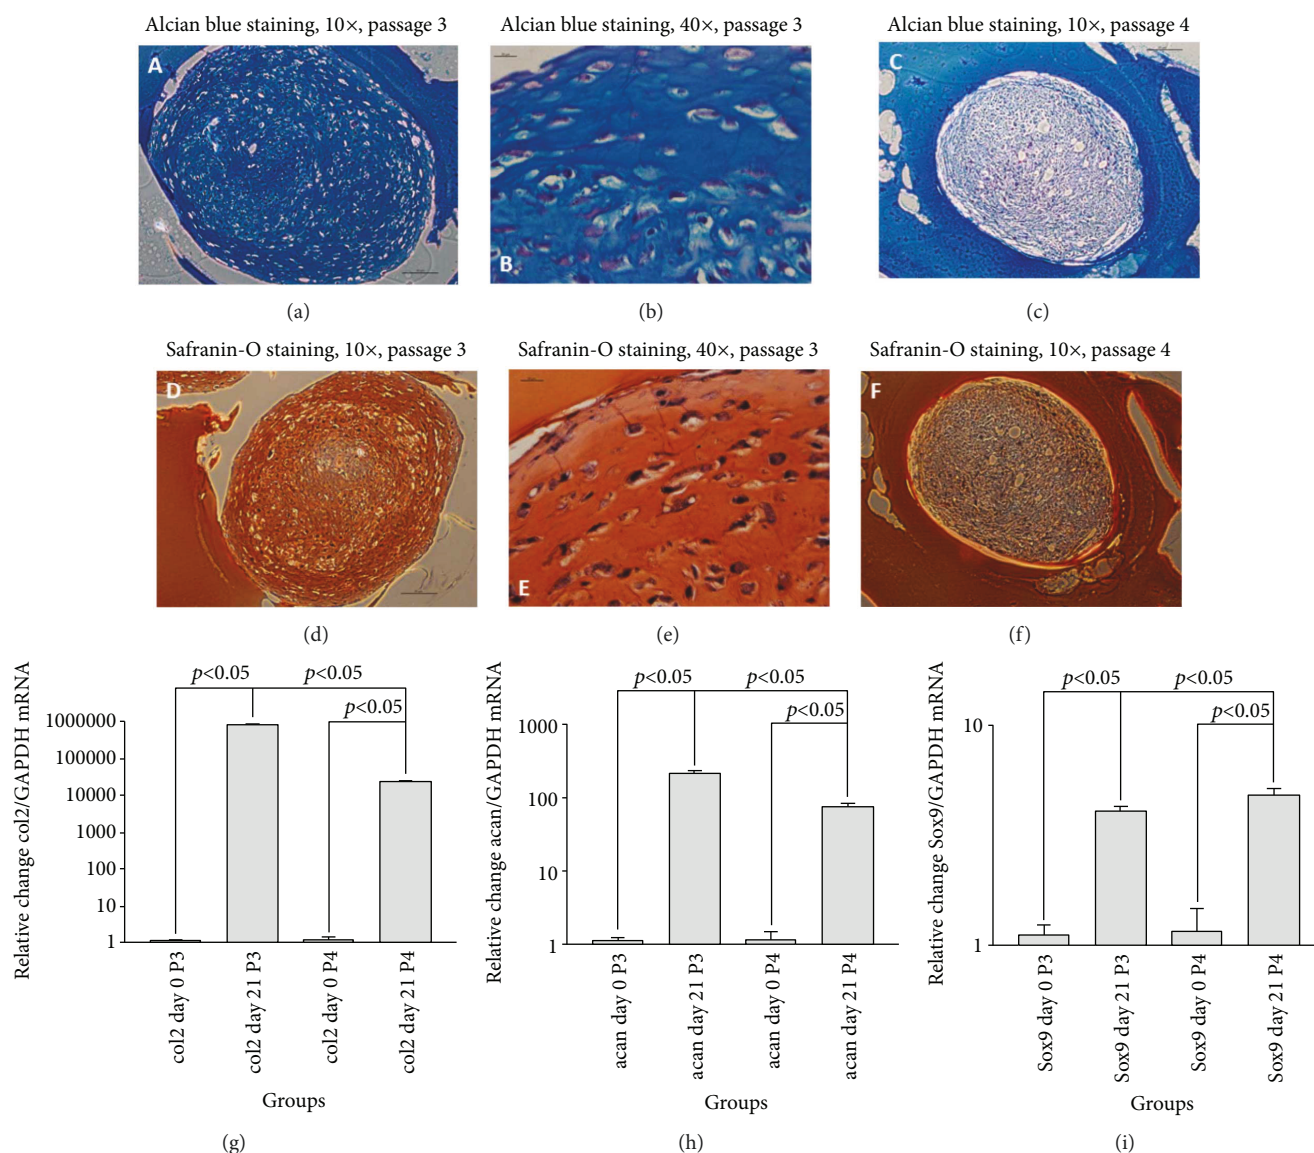 Alcian blue staining, 10×, passage 3
Alcian blue staining, 40×, passage 3
Alcian blue staining, 10×, passage 4
A
B
C
(a)
(b)
(c)
Safranin-O staining, 10×, passage 3
Safranin-O staining, 40×, passage 3
Safranin-O staining, 10×, passage 4
D
E
F
(d)
(e)
(f)
Relative change col2/GAPDH mRNA
1000000
100000
10000
1000
100
10
1
p<0.05
p<0.05
p<0.05
col2 day 0 P3
col2 day 21 P3
col2 day 0 P4
col2 day 21 P4
Groups
(g)
Relative change acan/GAPDH mRNA
1000
100
10
1
p<0.05
p<0.05
p<0.05
acan day 0 P3
acan day 21 P3
acan day 0 P4
acan day 21 P4
Groups
(h)
Relative change Sox9/GAPDH mRNA
10
1
p<0.05
p<0.05
p<0.05
Sox9 day 0 P3
Sox9 day 21 P3
Sox9 day 0 P4
Sox9 day 21 P4
Groups
(i)